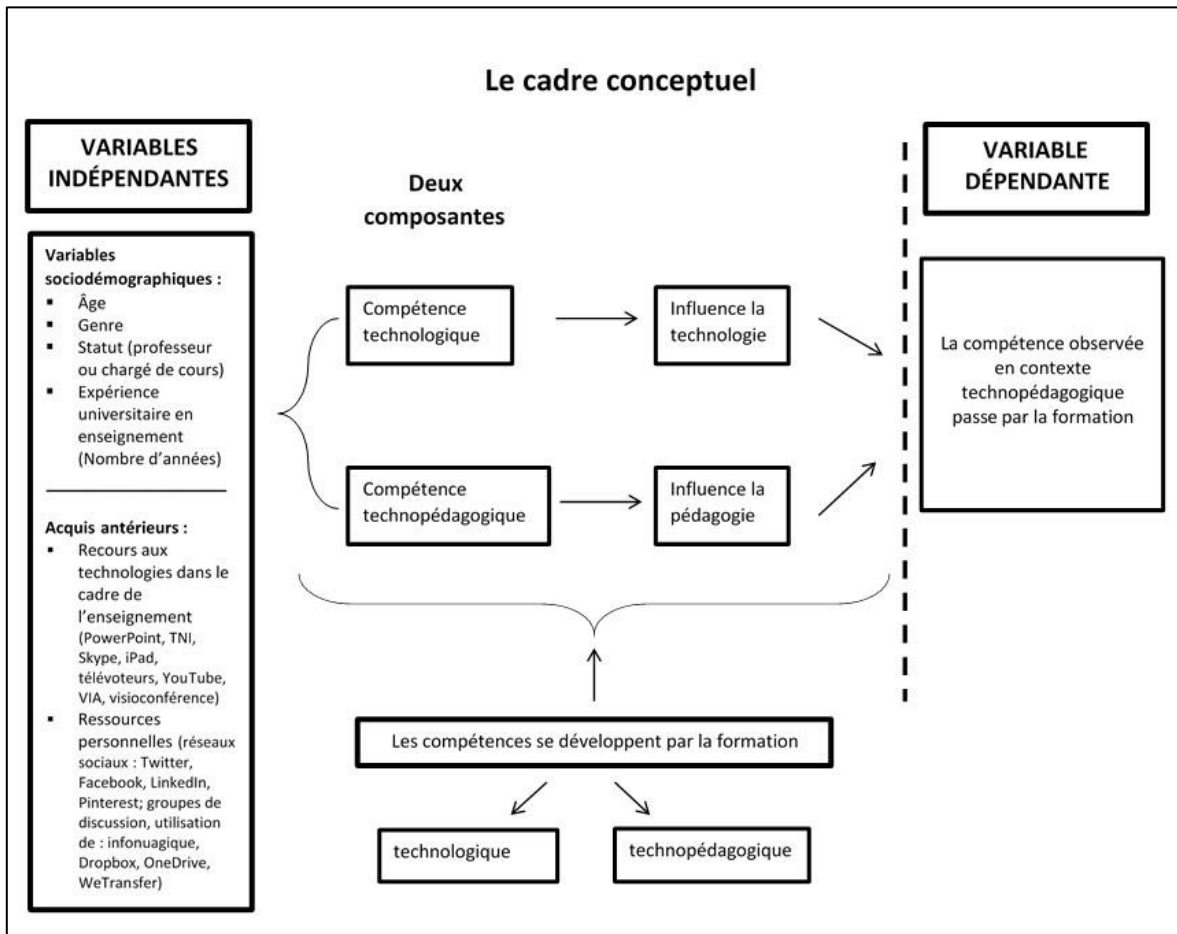 Le cadre conceptuel
VARIABLES
INDÉPENDANTES
Variables
sociodémographiques :
▪ Âge
▪ Genre
▪ Statut (professeur
ou chargé de cours)
▪ Expérience
universitaire en
enseignement
(Nombre d'années)
Acquis antérieurs :
▪ Recours aux
technologies dans le
cadre de
l'enseignement
(PowerPoint, TNI,
Skype, iPad,
télévoteurs, YouTube,
VIA, visioconférence)
▪ Ressources
personnelles (réseaux
sociaux : Twitter,
Facebook, LinkedIn,
Pinterest; groupes de
discussion, utilisation
de : infonuagique,
Dropbox, OneDrive,
WeTransfer)
Deux
composantes
Compétence
technologique
Influence la
technologie
Compétence
technopédagogique
Influence la
pédagogie
Les compétences se développent par la formation
technologique
technopédagogique
VARIABLE
DÉPENDANTE
La compétence observée
en contexte
technopédagogique
passe par la formation